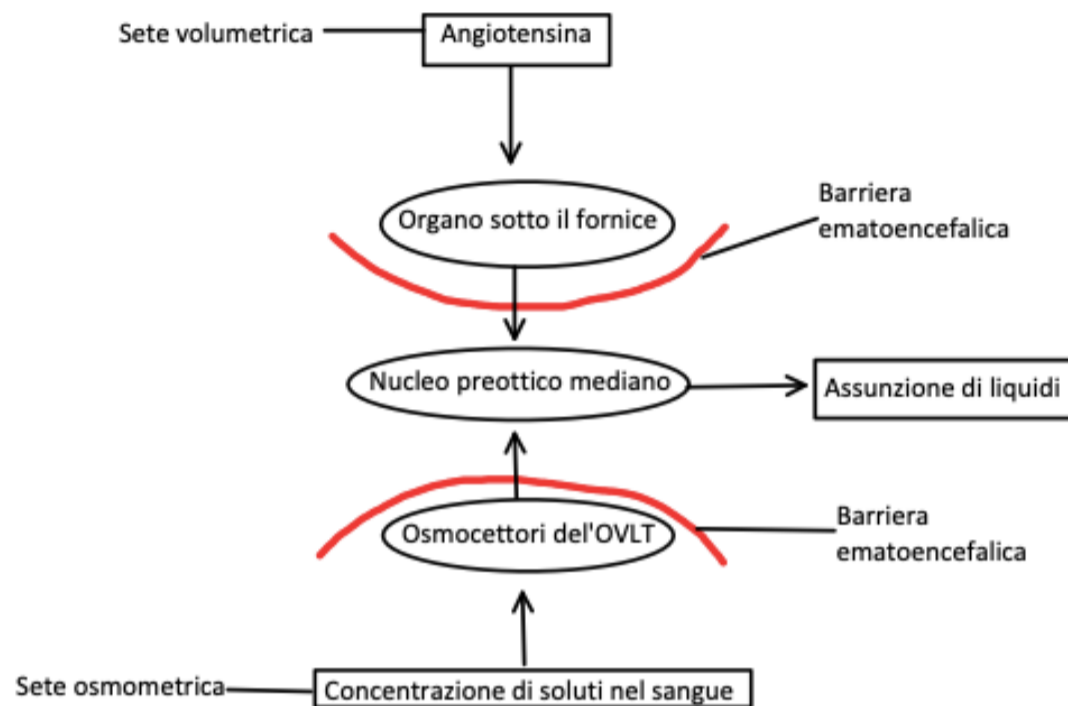 Sete volumetrica
Angiotensina
Organo sotto il fornice
Barriera
ematoencefalica
Nucleo preottico mediano
Assunzione di liquidi
Osmocettori del'OVLT
Barriera
ematoencefalica
Sete osmometrica
Concentrazione di soluti nel sangue